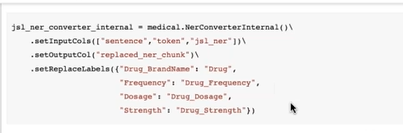 jsl_ner_converter_internal = medical.NerConverterInternal()\
.setInputCols(["sentence","token","jsl_ner"])\
.setOutputCol("replaced_ner_chunk")\
.setReplaceLabels({"Drug_BrandName": "Drug",
"Frequency": "Drug_Frequency",
"Dosage": "Drug_Dosage",
"Strength": "Drug_Strength"})